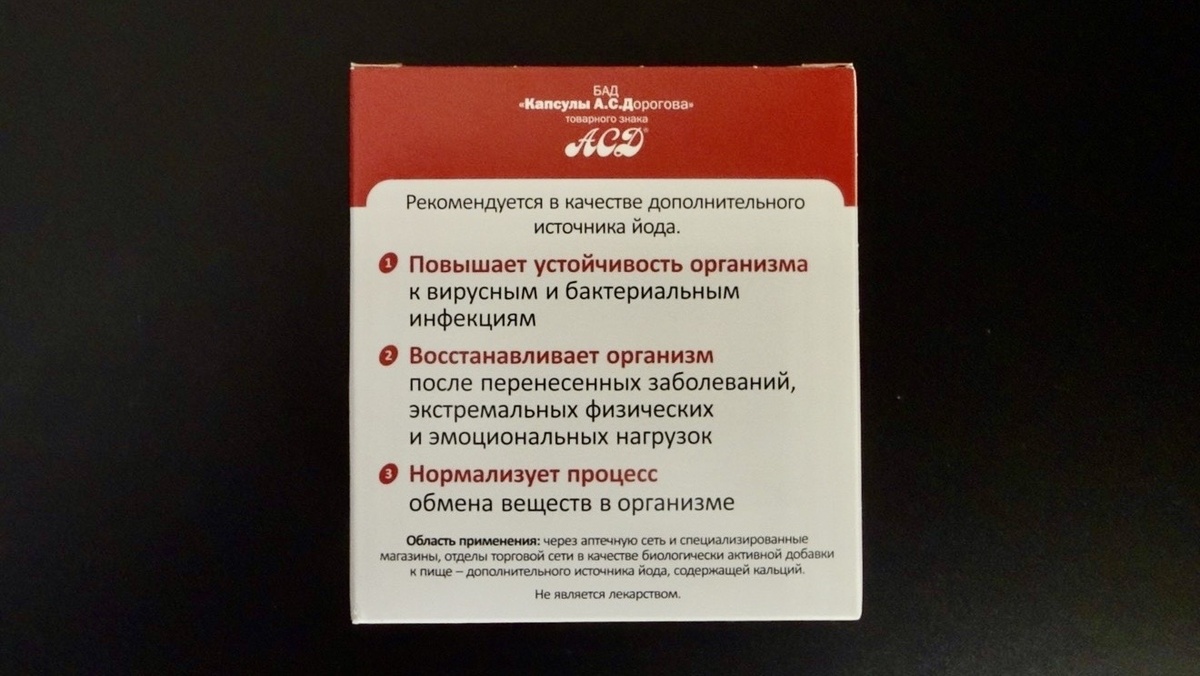 БАД
«Капсулы А.С.Дорогова»
товарного знака
АСД®
Рекомендуется в качестве дополнительного
источника йода.
1 Повышает устойчивость организма
к вирусным и бактериальным
инфекциям
2 Восстанавливает организм
после перенесенных заболеваний,
экстремальных физических
и эмоциональных нагрузок
3 Нормализует процесс
обмена веществ в организме
Область применения: через аптечную сеть и специализированные
магазины, отделы торговой сети в качестве биологически активной добавки
к пище – дополнительного источника йода, содержащей кальций.
Не является лекарством.